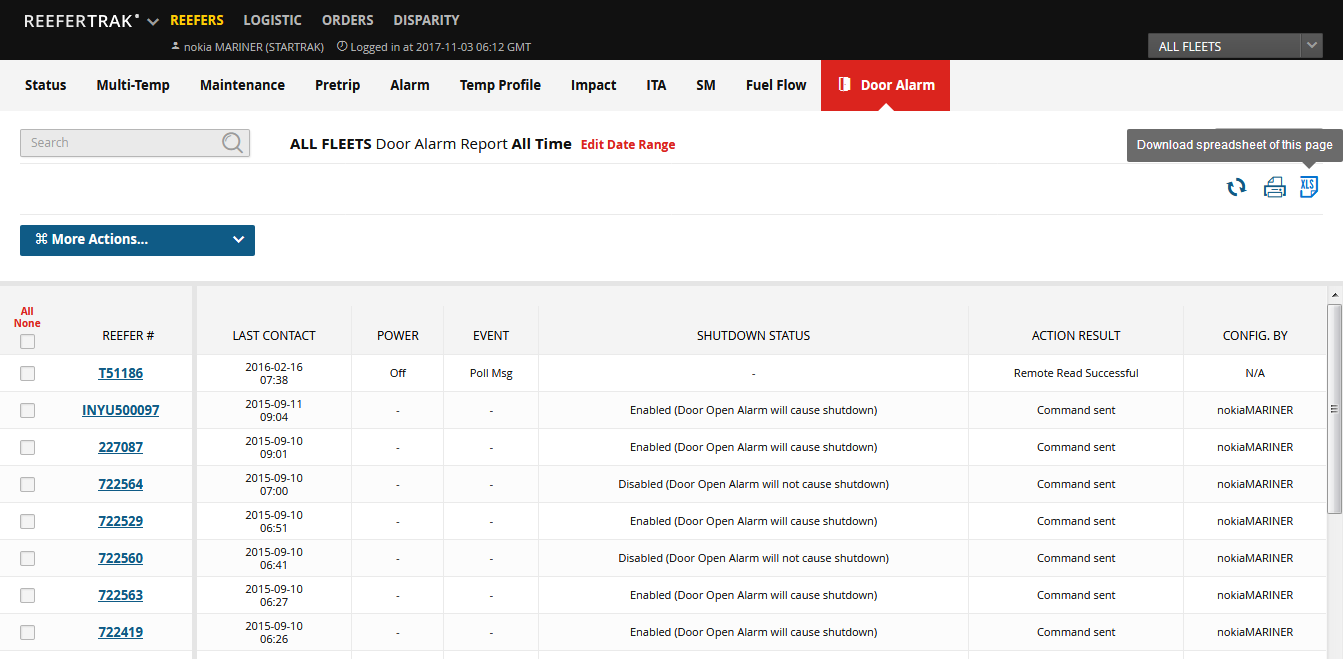 REEFERTRAK REEFERS LOGISTIC ORDERS DISPARITY
nokia MARINER (STARTRAK) Logged in at 2017-11-03 06:12 GMT
ALL FLEETS
Status Multi-Temp Maintenance Pretrip Alarm Temp Profile Impact ITA SM Fuel Flow Door Alarm
Search
ALL FLEETS Door Alarm Report All Time Edit Date Range
Download spreadsheet of this page
XLS
⌘ More Actions...
All
None
REEFER # LAST CONTACT POWER EVENT SHUTDOWN STATUS ACTION RESULT CONFIG. BY
T51186 2016-02-16 07:38 Off Poll Msg - Remote Read Successful N/A
INYU500097 2015-09-11 09:04 - - Enabled (Door Open Alarm will cause shutdown) Command sent nokiaMARINER
227087 2015-09-10 09:01 - - Enabled (Door Open Alarm will cause shutdown) Command sent nokiaMARINER
722564 2015-09-10 07:00 - - Disabled (Door Open Alarm will not cause shutdown) Command sent nokiaMARINER
722529 2015-09-10 06:51 - - Enabled (Door Open Alarm will cause shutdown) Command sent nokiaMARINER
722560 2015-09-10 06:41 - - Disabled (Door Open Alarm will not cause shutdown) Command sent nokiaMARINER
722563 2015-09-10 06:27 - - Enabled (Door Open Alarm will cause shutdown) Command sent nokiaMARINER
722419 2015-09-10 06:26 - - Enabled (Door Open Alarm will cause shutdown) Command sent nokiaMARINER